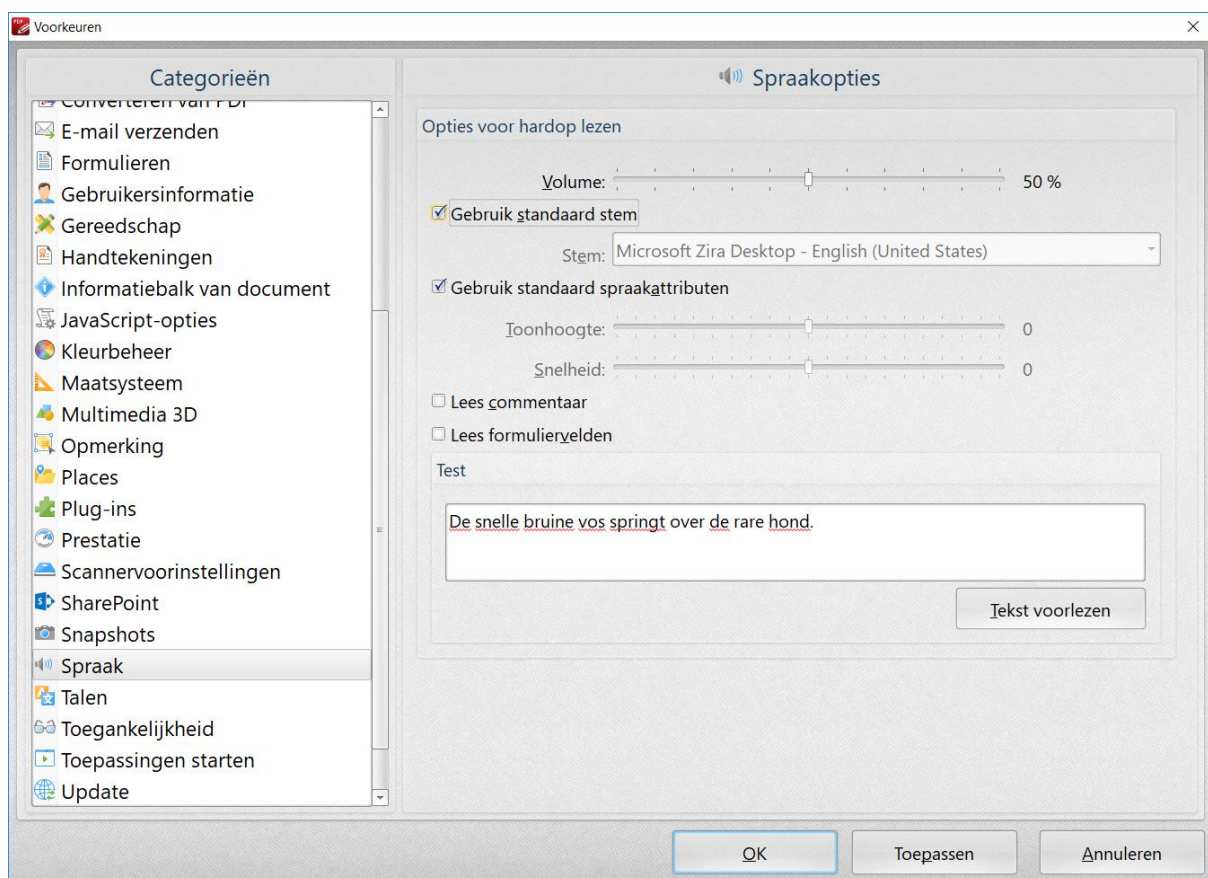 Voorkeuren
Categorieën
Converteren van PDF
E-mail verzenden
Formulieren
Gebruikersinformatie
Gereedschap
Handtekeningen
Informatiebalk van document
JavaScript-opties
Kleurbeheer
Maatsysteem
Multimedia 3D
Opmerking
Places
Plug-ins
Prestatie
Scannervoorinstellingen
SharePoint
Snapshots
Spraak
Talen
Toegankelijkheid
Toepassingen starten
Update
Spraakopties
Opties voor hardop lezen
Volume: 50 %
Gebruik standaard stem
Stem: Microsoft Zira Desktop - English (United States)
Gebruik standaard spraakattributen
Toonhoogte: 0
Snelheid: 0
Lees commentaar
Lees formuliervelden
Test
De snelle bruine vos springt over de rare hond.
Tekst voorlezen
OK Toepassen Annuleren